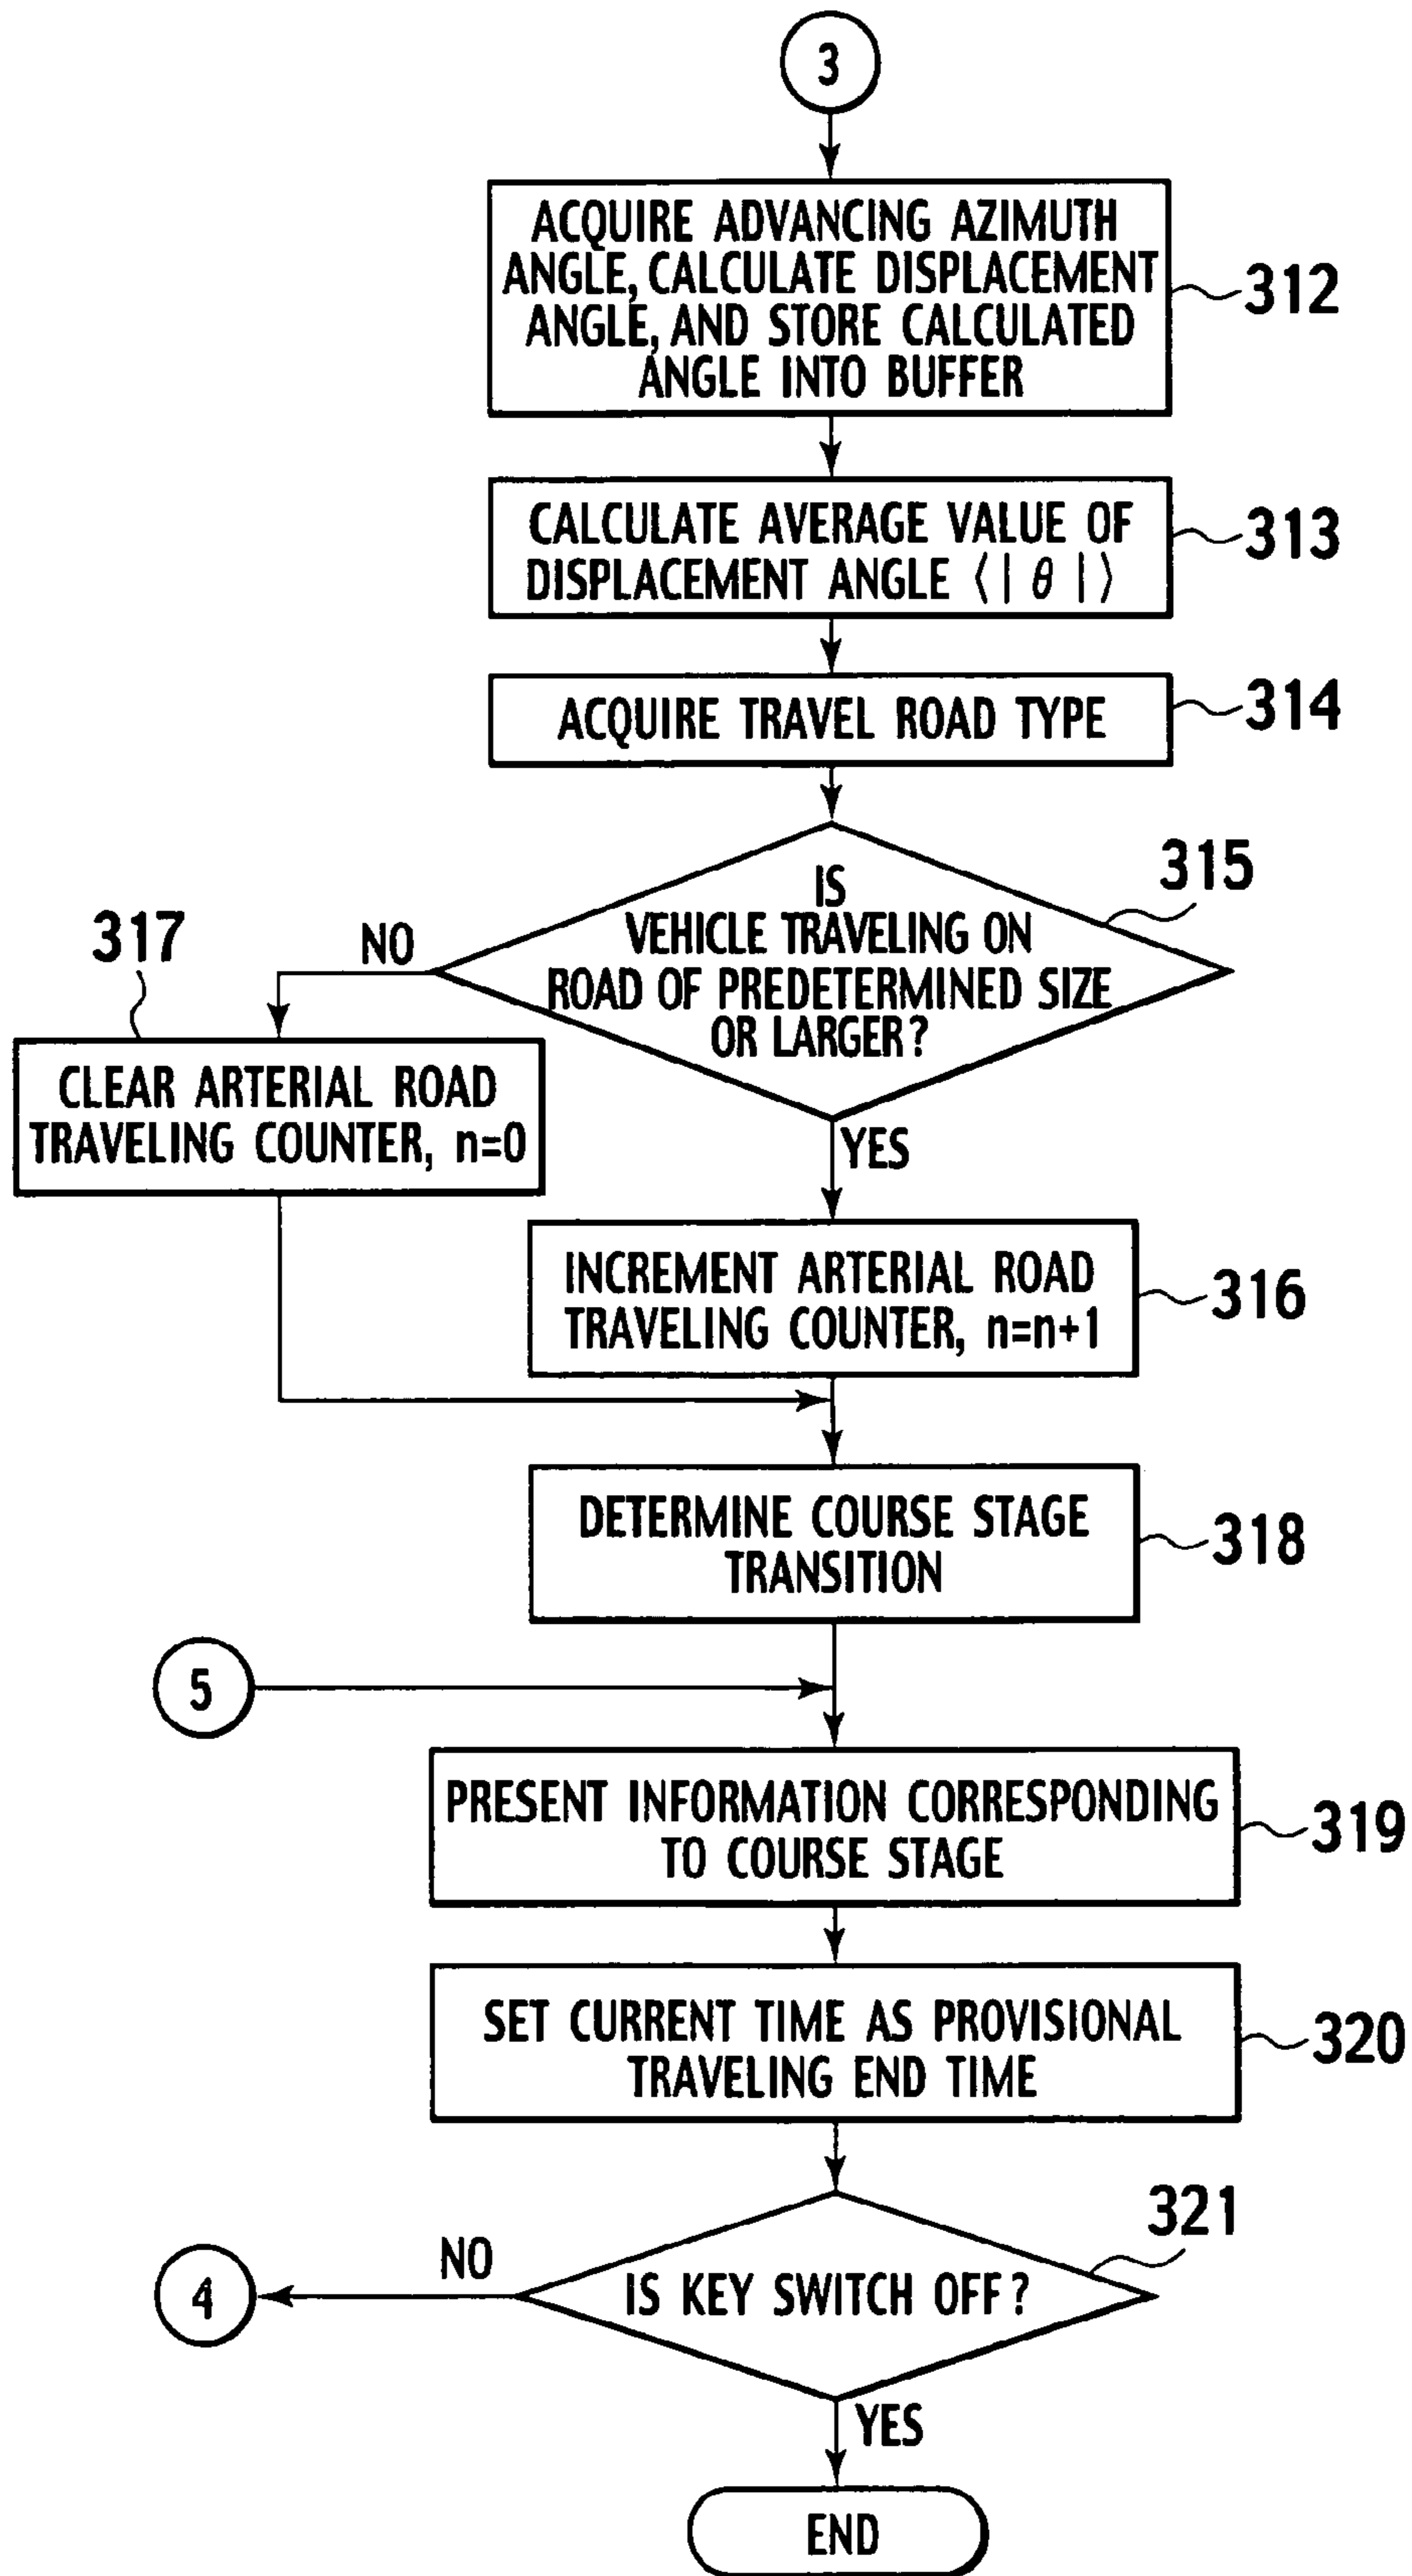 3
ACQUIRE ADVANCING AZIMUTH
ANGLE, CALCULATE DISPLACEMENT
ANGLE, AND STORE CALCULATED
ANGLE INTO BUFFER
312
CALCULATE AVERAGE VALUE OF
DISPLACEMENT ANGLE ⟨| θ |⟩
313
ACQUIRE TRAVEL ROAD TYPE
314
IS
VEHICLE TRAVELING ON
ROAD OF PREDETERMINED SIZE
OR LARGER?
315
NO
317
CLEAR ARTERIAL ROAD
TRAVELING COUNTER, n=0
YES
INCREMENT ARTERIAL ROAD
TRAVELING COUNTER, n=n+1
316
DETERMINE COURSE STAGE
TRANSITION
318
5
PRESENT INFORMATION CORRESPONDING
TO COURSE STAGE
319
SET CURRENT TIME AS PROVISIONAL
TRAVELING END TIME
320
IS KEY SWITCH OFF?
321
NO
4
YES
END